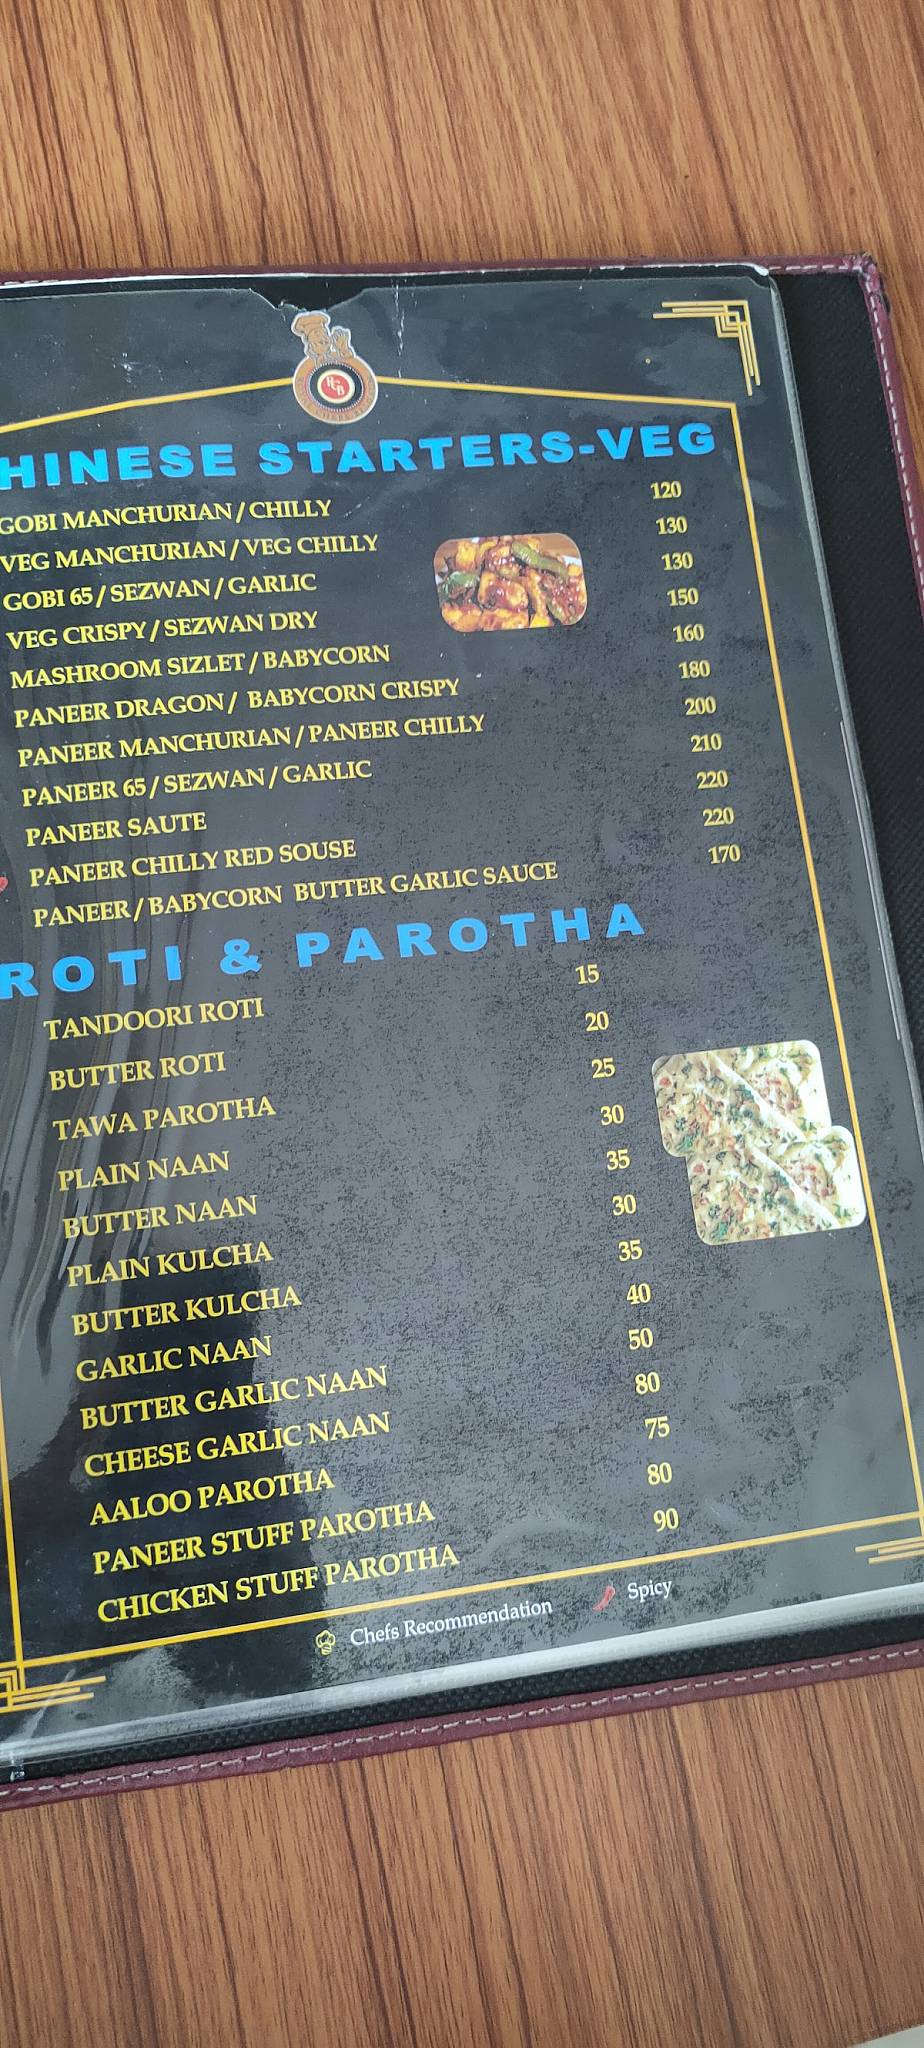 HINESE STARTERS-VEG
GOBI MANCHURIAN / CHILLY 120
VEG MANCHURIAN / VEG CHILLY 130
GOBI 65 / SEZWAN / GARLIC 130
VEG CRISPY / SEZWAN DRY 150
MASHROOM SIZLET / BABYCORN 160
PANEER DRAGON / BABYCORN CRISPY 180
PANEER MANCHURIAN / PANEER CHILLY 200
PANEER 65 / SEZWAN / GARLIC 210
PANEER SAUTE 220
PANEER CHILLY RED SOUSE 220
PANEER / BABYCORN BUTTER GARLIC SAUCE 170
ROTI & PAROTHA
TANDOORI ROTI 15
BUTTER ROTI 20
TAWA PAROTHA 25
PLAIN NAAN 30
BUTTER NAAN 35
PLAIN KULCHA 30
BUTTER KULCHA 35
GARLIC NAAN 40
BUTTER GARLIC NAAN 50
CHEESE GARLIC NAAN 80
AALOO PAROTHA 75
PANEER STUFF PAROTHA 80
CHICKEN STUFF PAROTHA 90
Chefs Recommendation Spicy